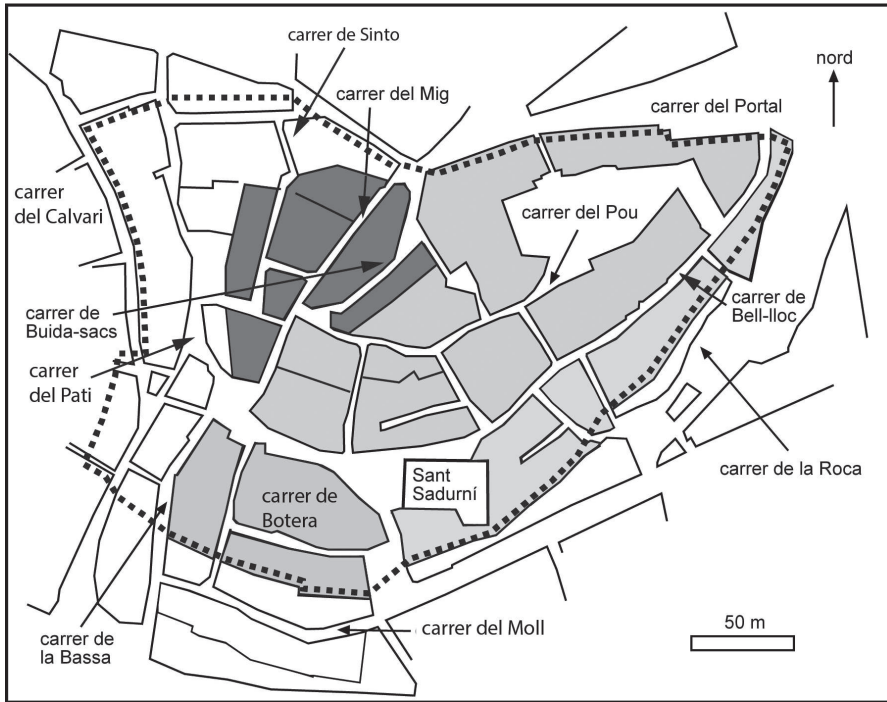 carrer de Sinto
nord
carrer del Mig
carrer del Portal
carrer
del Calvari
carrer del Pou
carrer de
Buida-sacs
carrer de
Bell-lloc
carrer
del Pati
carrer de la Roca
Sant
Sadurní
carrer de
Botera
50 m
carrer del Moll
carrer de
la Bassa